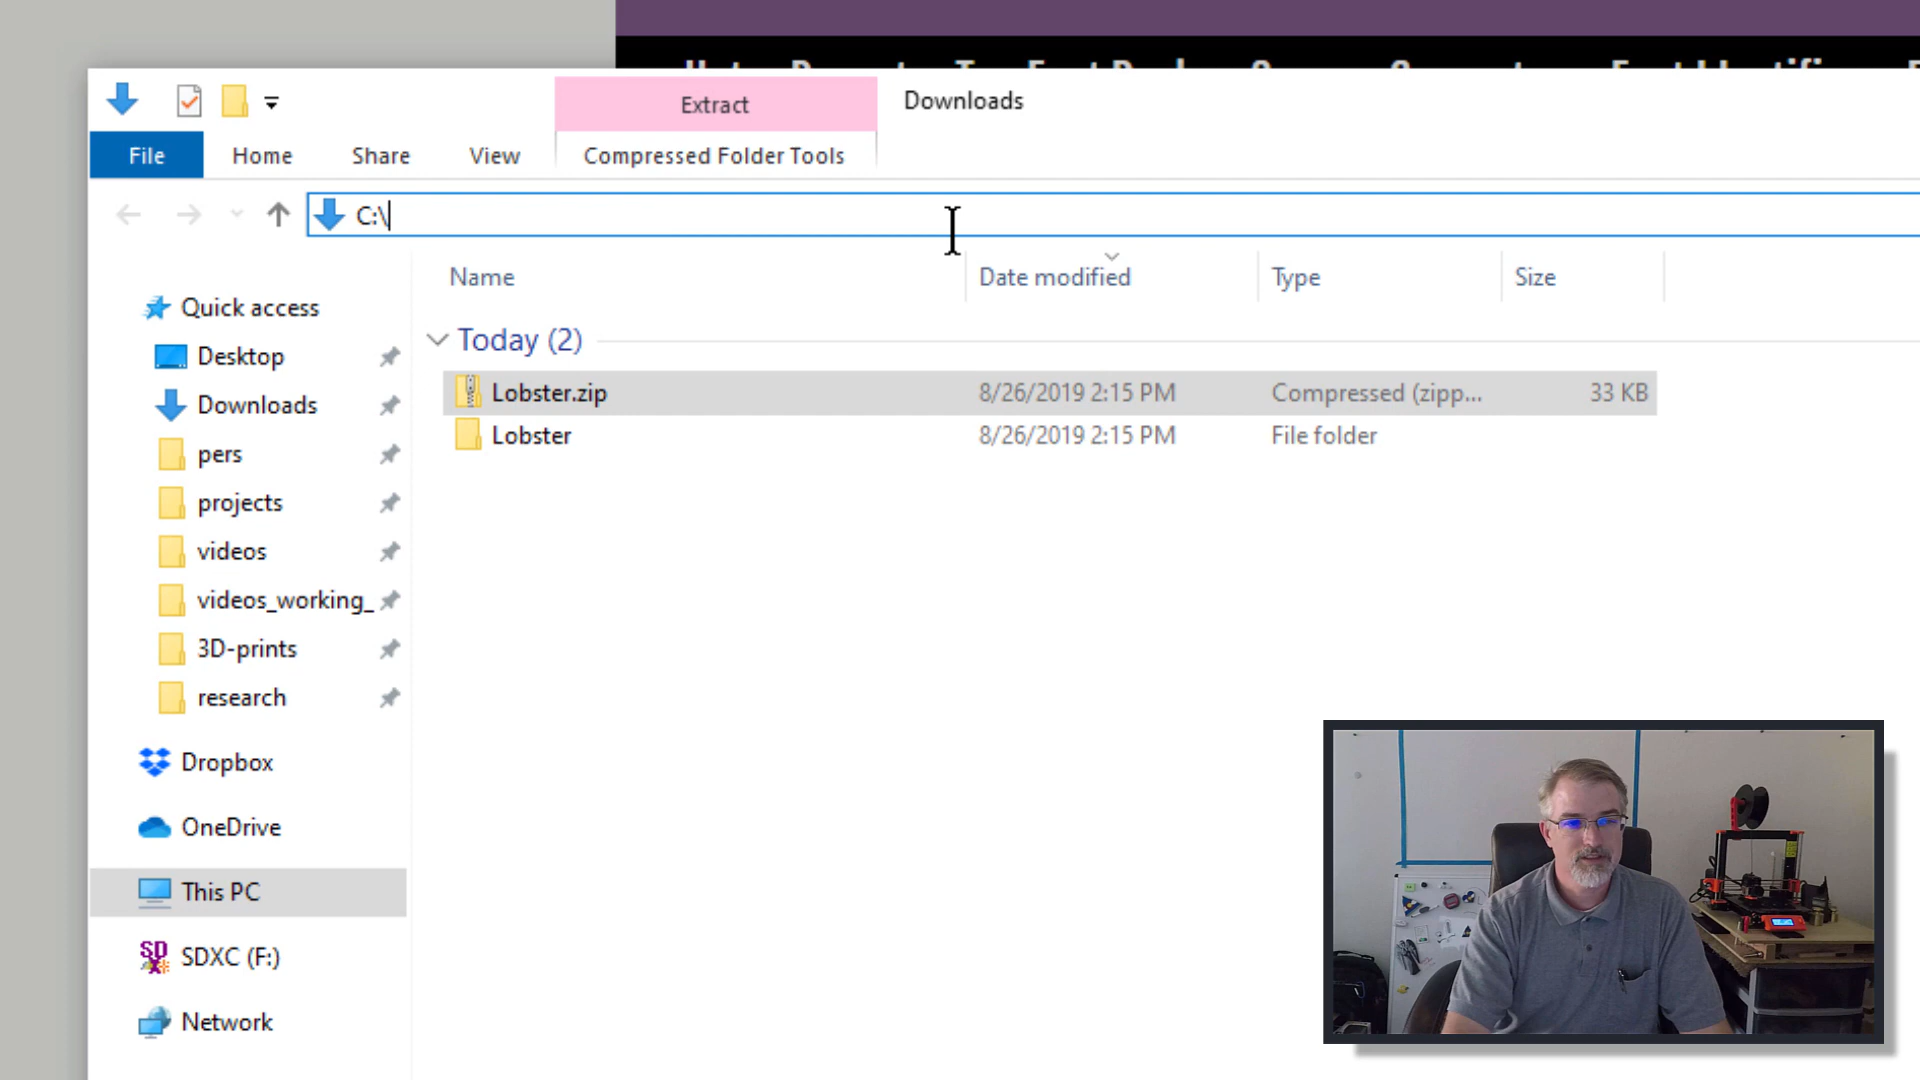 Extract
Downloads
File
Home
Share
View
Compressed Folder Tools
C:\
Name
Date modified
Type
Size
Quick access
Today (2)
Desktop
Lobster.zip
8/26/2019 2:15 PM
Compressed (zipp...
33 KB
Downloads
Lobster
8/26/2019 2:15 PM
File folder
pers
projects
videos
videos_working_
3D-prints
research
Dropbox
OneDrive
This PC
SD
SDXC (F:)
Network